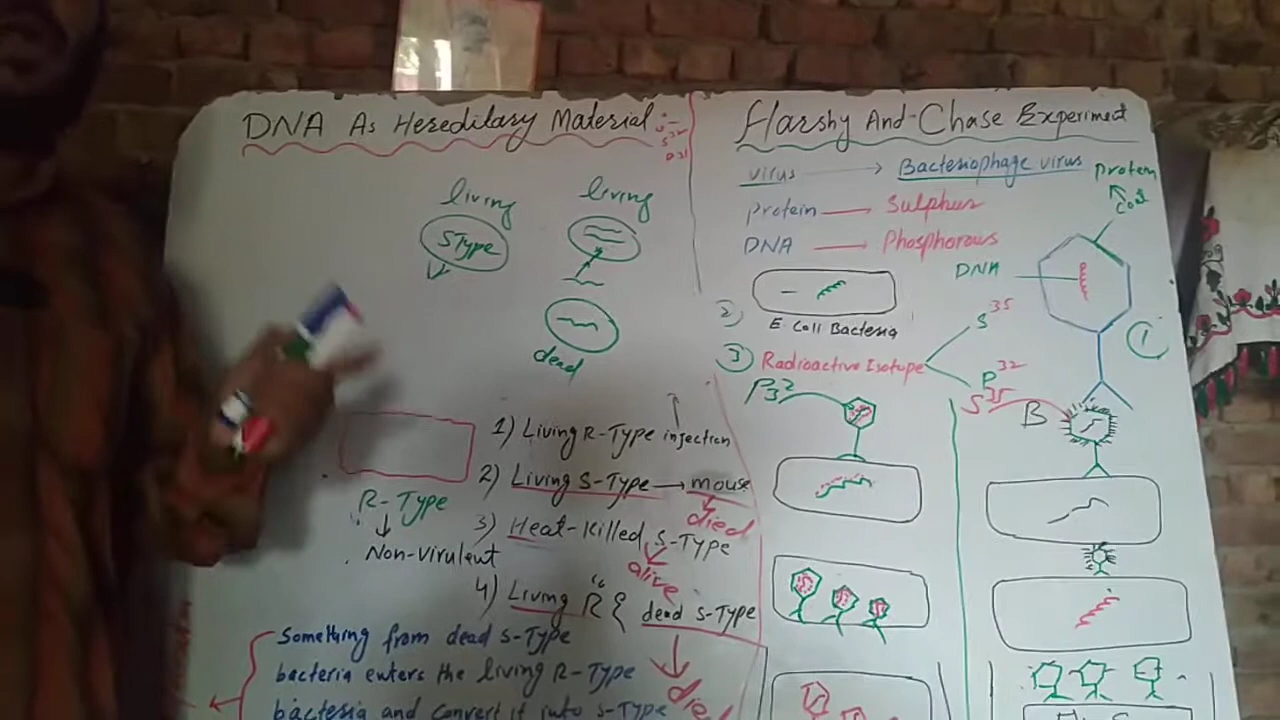 DNA As Hereditary Material :-
S35
P31
living
living
S Type
dead
1) Living R-Type injection
2) Living S-Type → mouse
died
R-Type
3) Heat-Killed S-Type
Non-Virulent
alive
4) Living "R { dead S-Type
Something from dead S-Type
bacteria enters the living R-Type
bacteria and convert it into S-Type
died
Harshy And-Chase Experiment
virus → Bacteriophage virus
Protein
Coat
Protein — Sulphur
DNA — Phosphorous
DNA
2)
E. Coli Bacteria
S35
1
3) Radioactive Isotope
P32
P32
S35
B